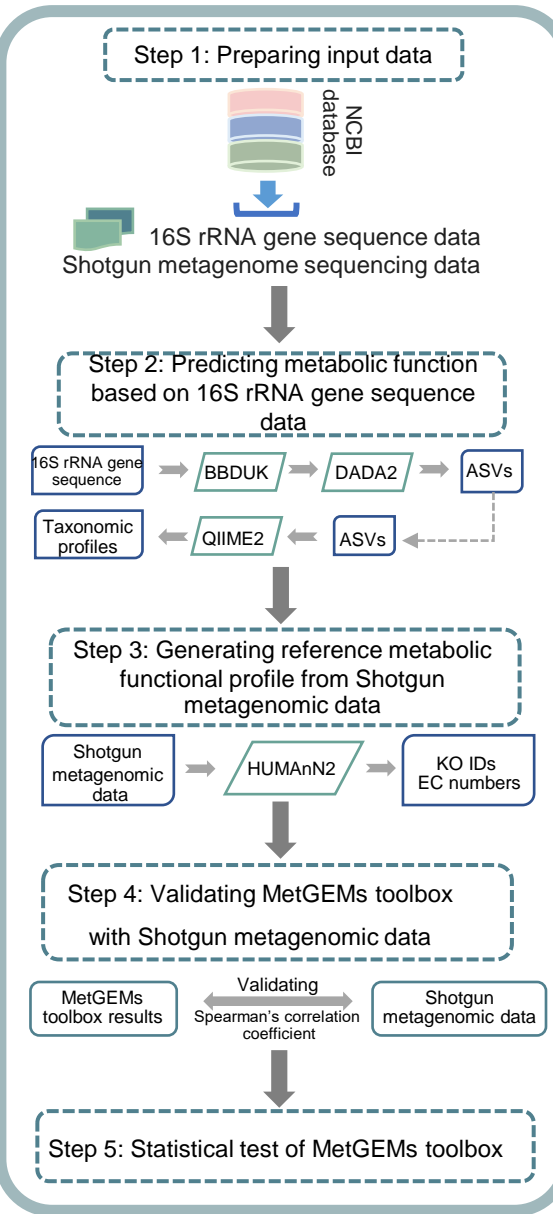 Step 1: Preparing input data
NCBI
database
16S rRNA gene sequence data
Shotgun metagenome sequencing data
Step 2: Predicting metabolic function
based on 16S rRNA gene sequence
data
16S rRNA gene
sequence
BBDUK
DADA2
ASVs
Taxonomic
profiles
QIIME2
ASVs
Step 3: Generating reference metabolic
functional profile from Shotgun
metagenomic data
Shotgun
metagenomic
data
HUMAnN2
KO IDs
EC numbers
Step 4: Validating MetGEMs toolbox
with Shotgun metagenomic data
MetGEMs
toolbox results
Validating
Spearman's correlation
coefficient
Shotgun
metagenomic data
Step 5: Statistical test of MetGEMs toolbox